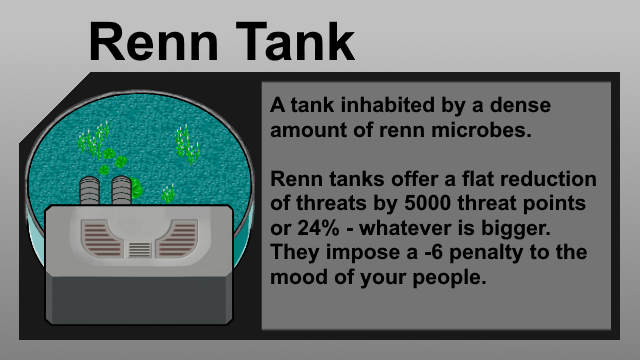 Renn Tank
A tank inhabited by a dense
amount of renn microbes.
Renn tanks offer a flat reduction
of threats by 5000 threat points
or 24% - whatever is bigger.
They impose a -6 penalty to the
mood of your people.